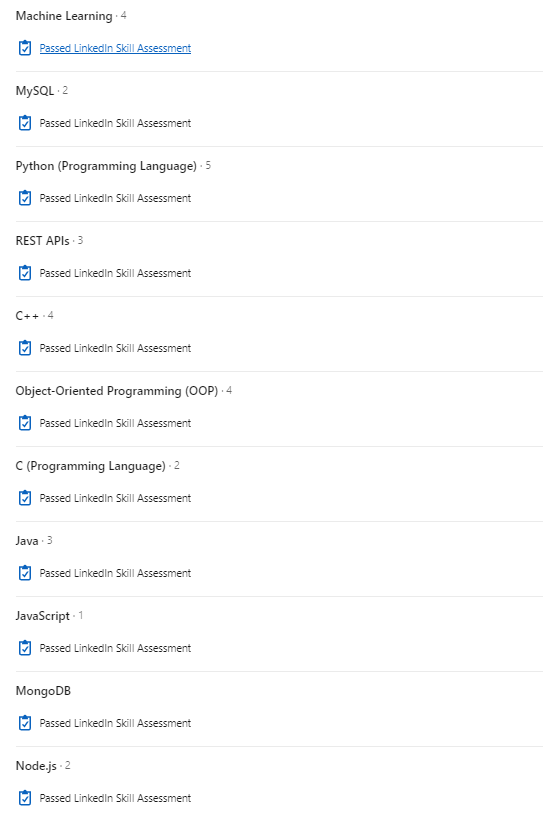 Machine Learning · 4
Passed LinkedIn Skill Assessment
MySQL · 2
Passed LinkedIn Skill Assessment
Python (Programming Language) · 5
Passed LinkedIn Skill Assessment
REST APIs · 3
Passed LinkedIn Skill Assessment
C++ · 4
Passed LinkedIn Skill Assessment
Object-Oriented Programming (OOP) · 4
Passed LinkedIn Skill Assessment
C (Programming Language) · 2
Passed LinkedIn Skill Assessment
Java · 3
Passed LinkedIn Skill Assessment
JavaScript · 1
Passed LinkedIn Skill Assessment
MongoDB
Passed LinkedIn Skill Assessment
Node.js · 2
Passed LinkedIn Skill Assessment